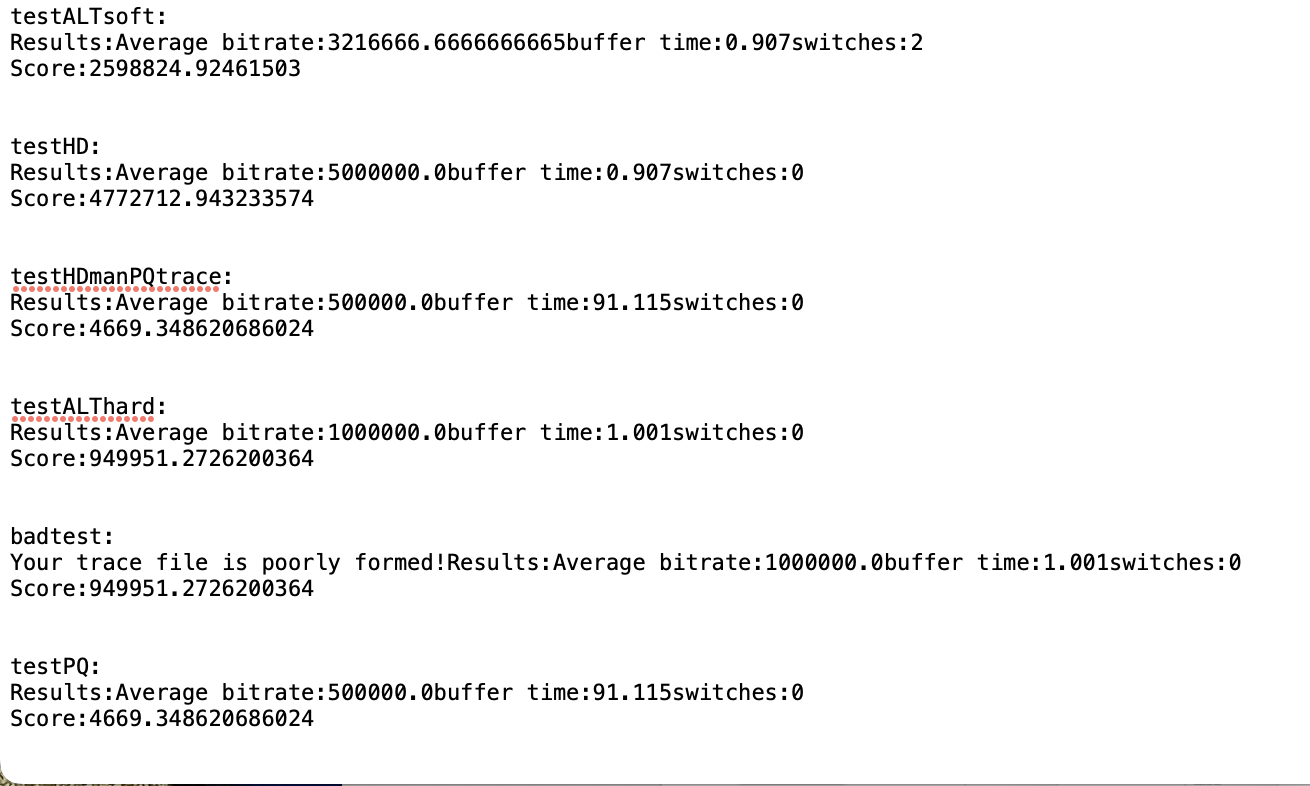 testALTsoft:
Results:Average bitrate:3216666.6666666665buffer time:0.907switches:2
Score:2598824.92461503
testHD:
Results:Average bitrate:5000000.0buffer time:0.907switches:0
Score:4772712.943233574
testHDmanPQtrace:
Results:Average bitrate:500000.0buffer time:91.115switches:0
Score:4669.348620686024
testALThard:
Results:Average bitrate:1000000.0buffer time:1.001switches:0
Score:949951.2726200364
badtest:
Your trace file is poorly formed!Results:Average bitrate:1000000.0buffer time:1.001switches:0
Score:949951.2726200364
testPQ:
Results:Average bitrate:500000.0buffer time:91.115switches:0
Score:4669.348620686024